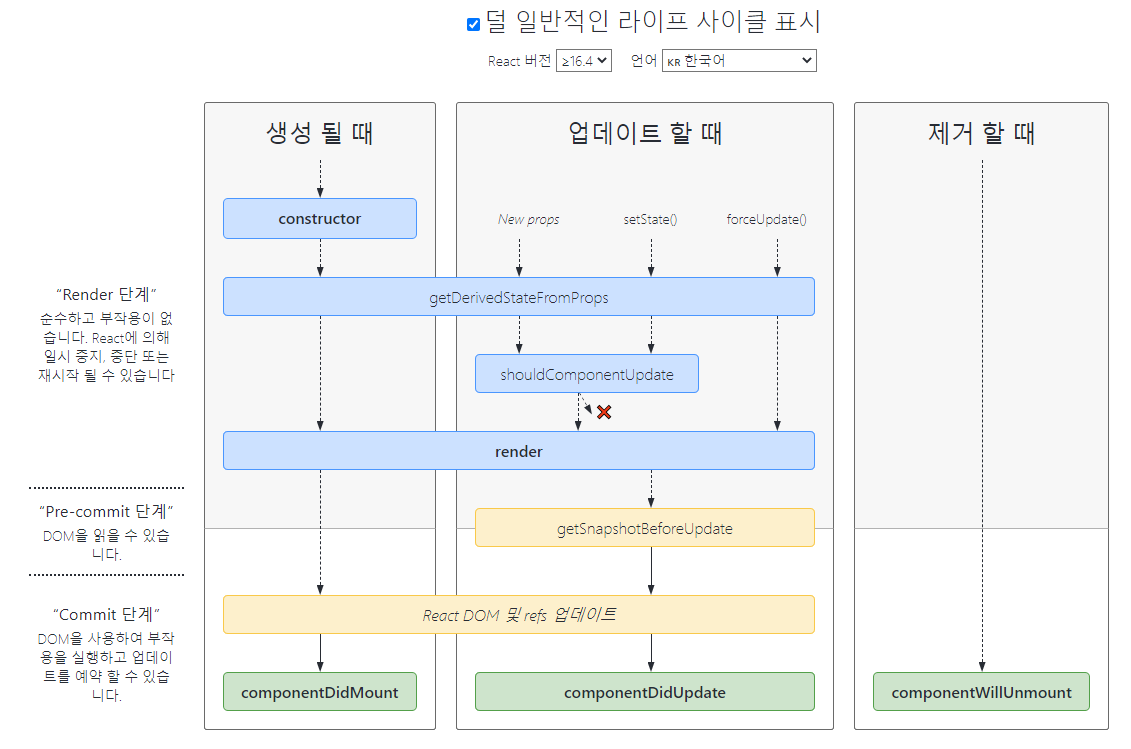 덜 일반적인 라이프 사이클 표시
React 버전 ≥16.4 언어 KR 한국어
생성 될 때
업데이트 할 때
제거 할 때
constructor
New props
setState()
forceUpdate()
"Render 단계"
순수하고 부작용이 없
습니다. React에 의해
일시 중지, 중단 또는
재시작 될 수 있습니다
getDerivedStateFromProps
shouldComponentUpdate
render
"Pre-commit 단계"
DOM을 읽을 수 있습
니다.
getSnapshotBeforeUpdate
"Commit 단계"
DOM을 사용하여 부작
용을 실행하고 업데이
트를 예약 할 수 있습
니다.
React DOM 및 refs 업데이트
componentDidMount
componentDidUpdate
componentWillUnmount